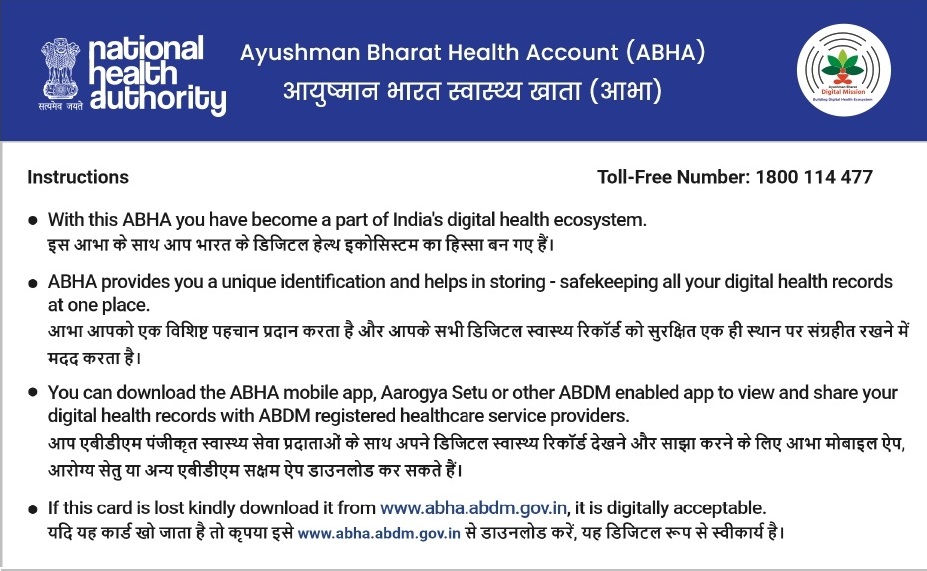 national
health
authority
सत्यमेव जयते
Ayushman Bharat Health Account (ABHA)
आयुष्मान भारत स्वास्थ्य खाता (आभा)
Ayushman Bharat
Digital Mission
Building Digital Health Ecosystem
Instructions
Toll-Free Number: 1800 114 477
● With this ABHA you have become a part of India's digital health ecosystem.
इस आभा के साथ आप भारत के डिजिटल हेल्थ इकोसिस्टम का हिस्सा बन गए हैं।
● ABHA provides you a unique identification and helps in storing - safekeeping all your digital health records
at one place.
आभा आपको एक विशिष्ट पहचान प्रदान करता है और आपके सभी डिजिटल स्वास्थ्य रिकॉर्ड को सुरक्षित एक ही स्थान पर संग्रहीत रखने में
मदद करता है।
● You can download the ABHA mobile app, Aarogya Setu or other ABDM enabled app to view and share your
digital health records with ABDM registered healthcare service providers.
आप एबीडीएम पंजीकृत स्वास्थ्य सेवा प्रदाताओं के साथ अपने डिजिटल स्वास्थ्य रिकॉर्ड देखने और साझा करने के लिए आभा मोबाइल ऐप,
आरोग्य सेतु या अन्य एबीडीएम सक्षम ऐप डाउनलोड कर सकते हैं।
● If this card is lost kindly download it from www.abha.abdm.gov.in, it is digitally acceptable.
यदि यह कार्ड खो जाता है तो कृपया इसे www.abha.abdm.gov.in से डाउनलोड करें, यह डिजिटल रूप से स्वीकार्य है।